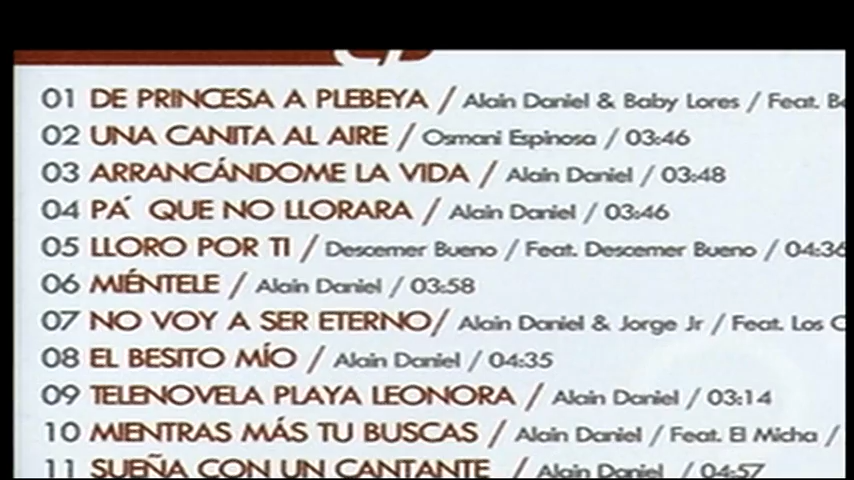 01 DE PRINCESA A PLEBEYA / Alain Daniel & Baby Lores / Feat.
02 UNA CANITA AL AIRE / Osmani Espinosa / 03:46
03 ARRANCÁNDOME LA VIDA / Alain Daniel / 03:48
04 PA´ QUE NO LLORARA / Alain Daniel / 03:46
05 LLORO POR TI / Descemer Bueno / Feat. Descemer Bueno / 04:36
06 MIÉNTELE / Alain Daniel / 03:58
07 NO VOY A SER ETERNO/ Alain Daniel & Jorge Jr / Feat. Los
08 EL BESITO MÍO / Alain Daniel / 04:35
09 TELENOVELA PLAYA LEONORA / Alain Daniel / 03:14
10 MIENTRAS MÁS TU BUSCAS / Alain Daniel / Feat. El Micha /
11 SUEÑA CON UN CANTANTE / Alain Daniel / 04:57